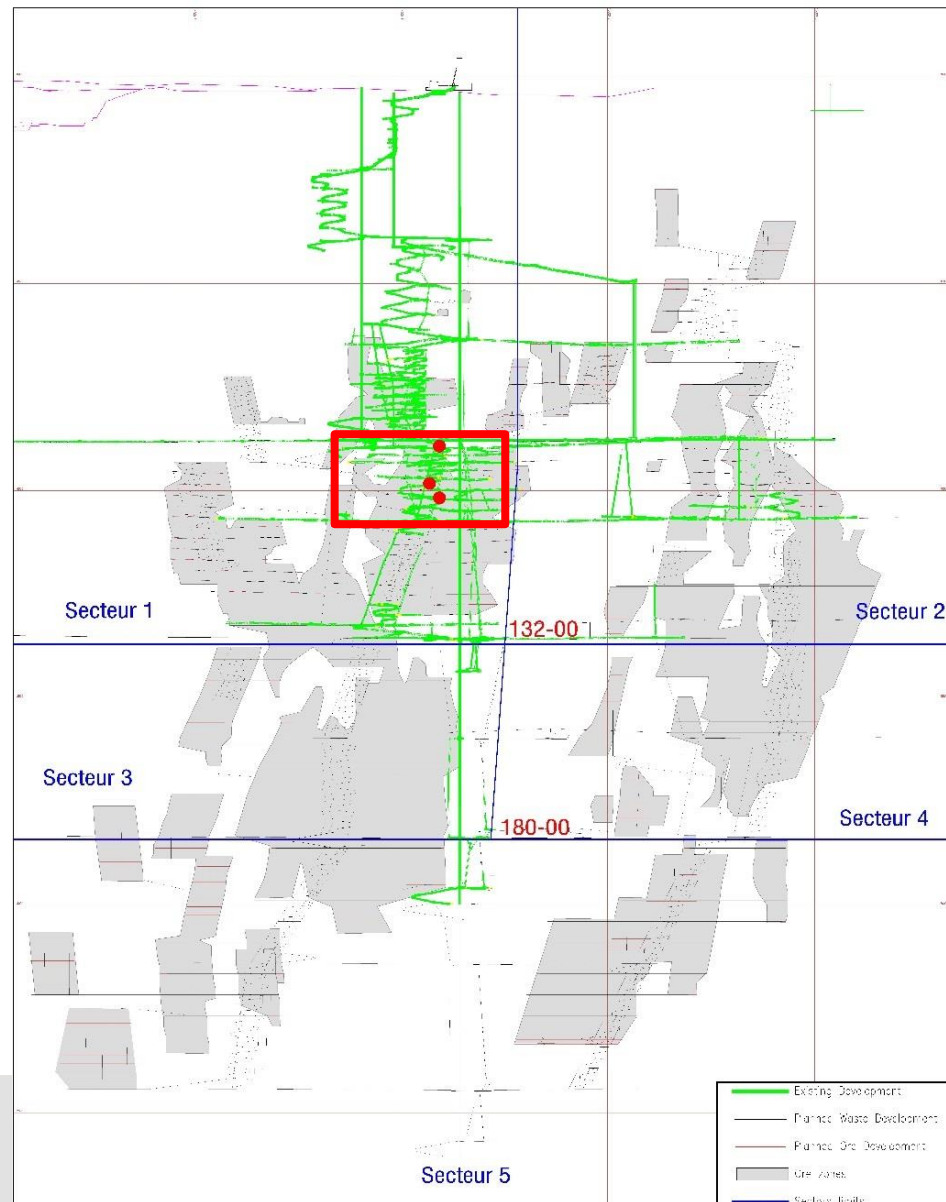 Secteur 1
Secteur 2
132-00
Secteur 3
180-00
Secteur 4
Secteur 5
Existing Development
Planned Waste Development
Planned Ore Development
Ore zones